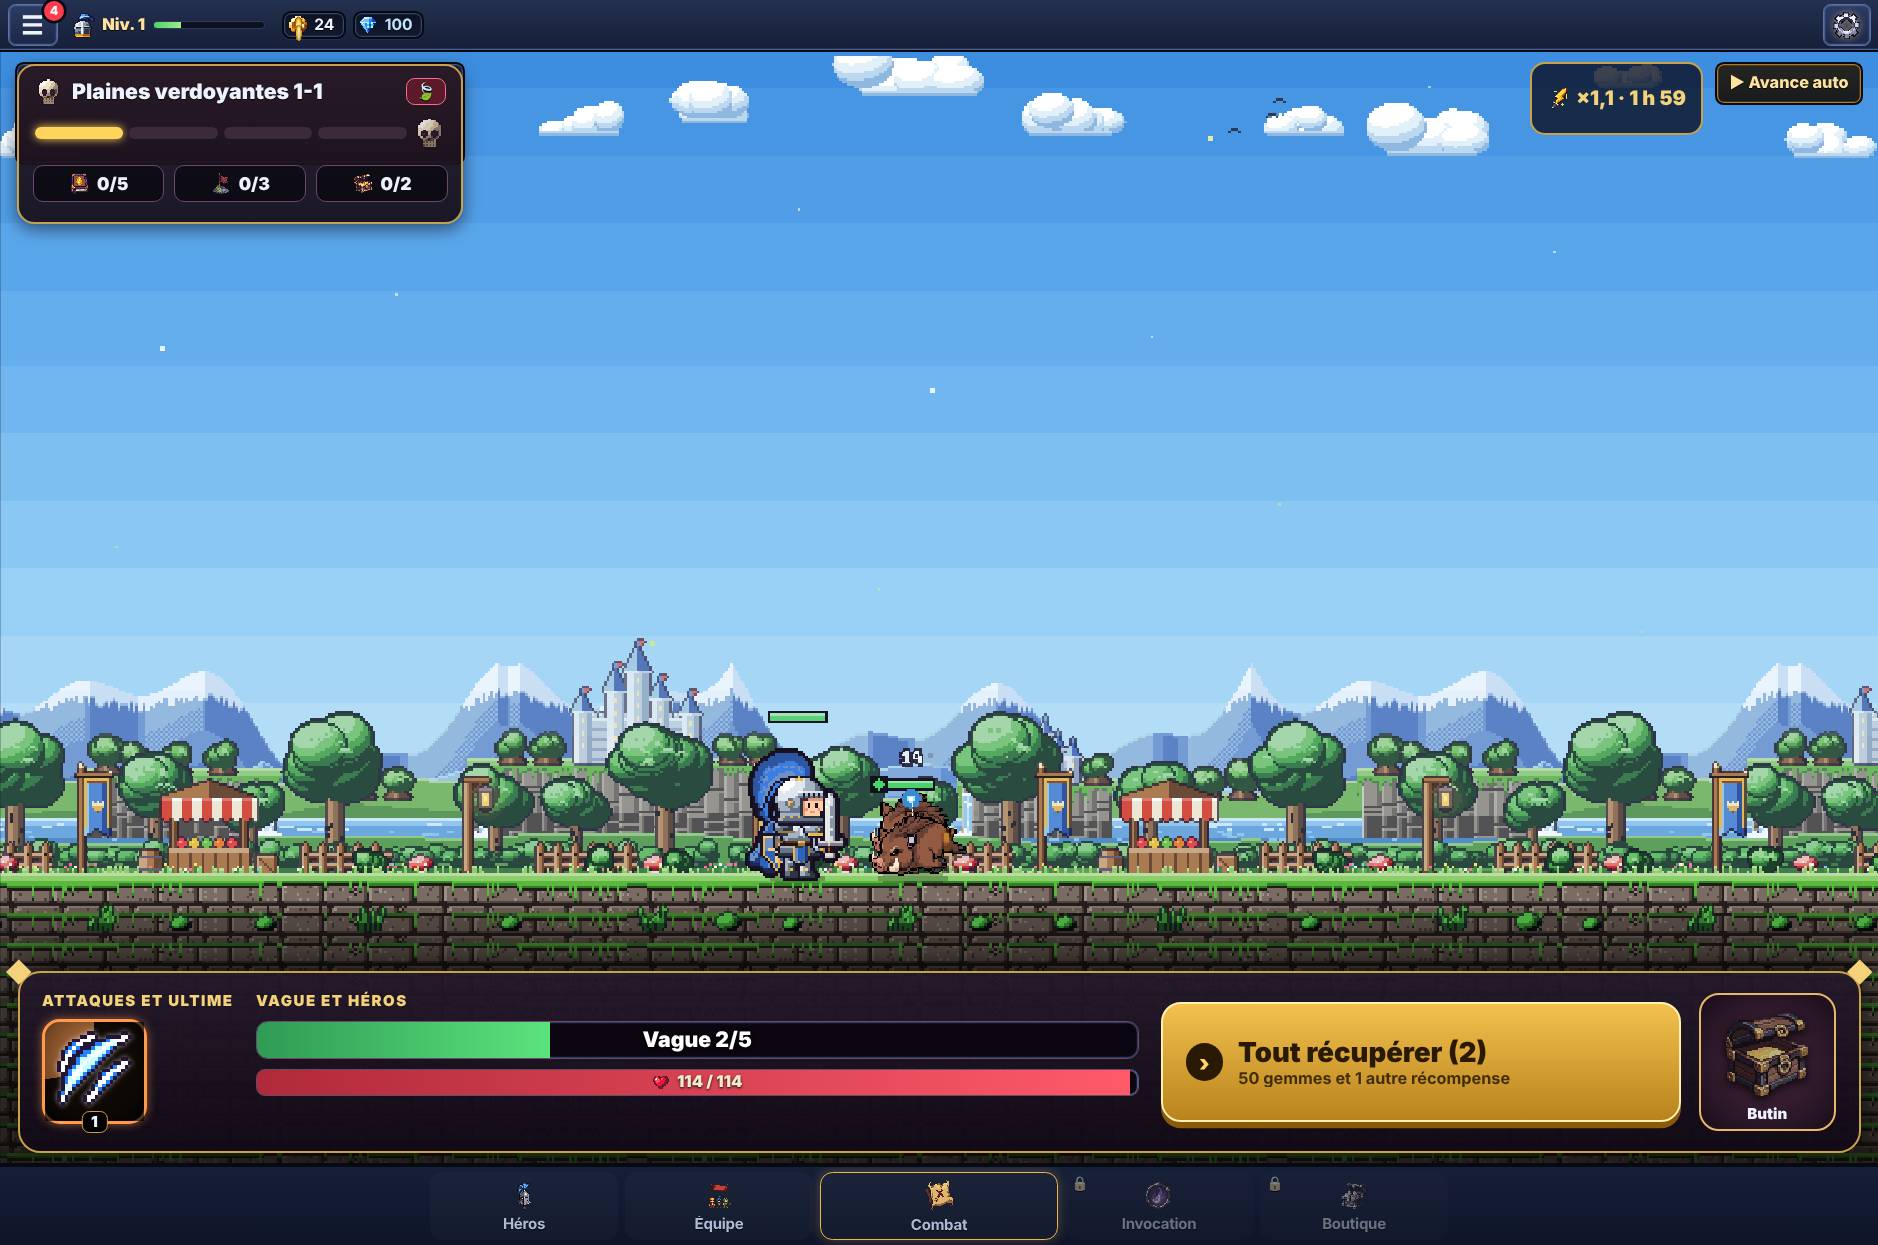 4
Niv. 1
24
100
Plaines verdoyantes 1-1
0/5
0/3
0/2
×1,1 · 1 h 59
Avance auto
14
ATTAQUES ET ULTIME
VAGUE ET HÉROS
1
Vague 2/5
114 / 114
Tout récupérer (2)
50 gemmes et 1 autre récompense
Butin
Héros
Équipe
Combat
Invocation
Boutique